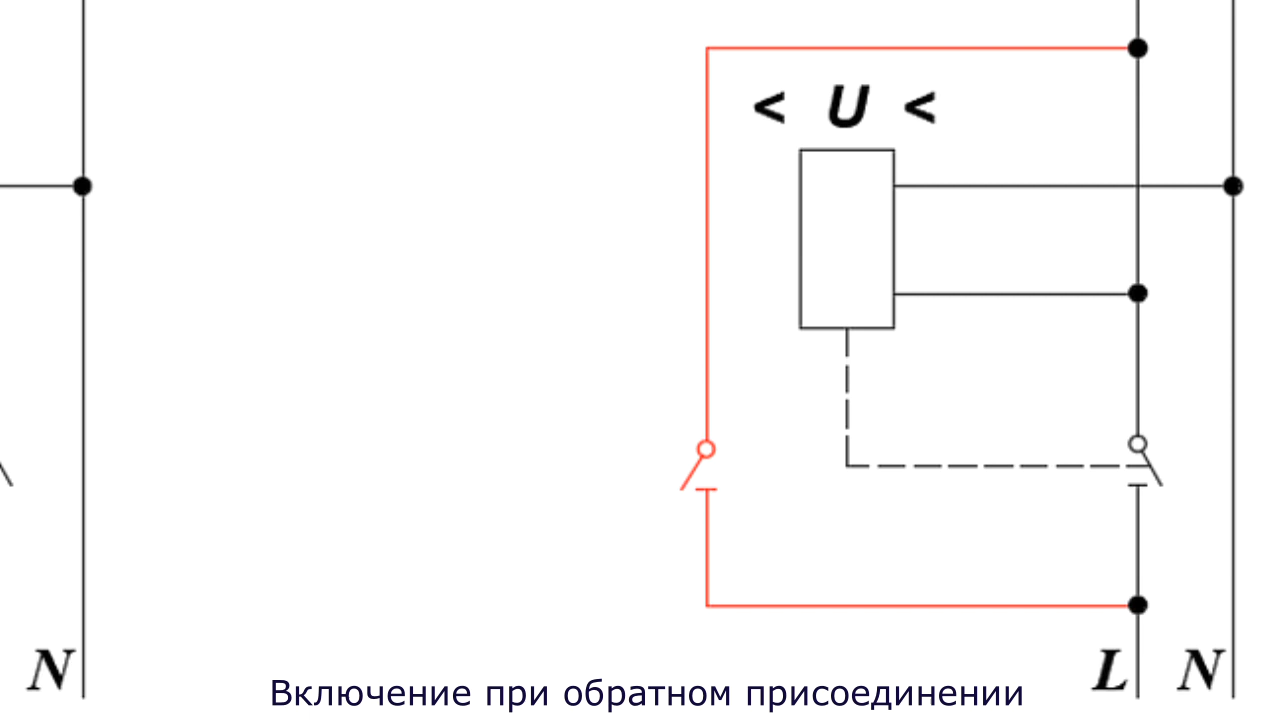 < U <
N
L N
Включение при обратном присоединении